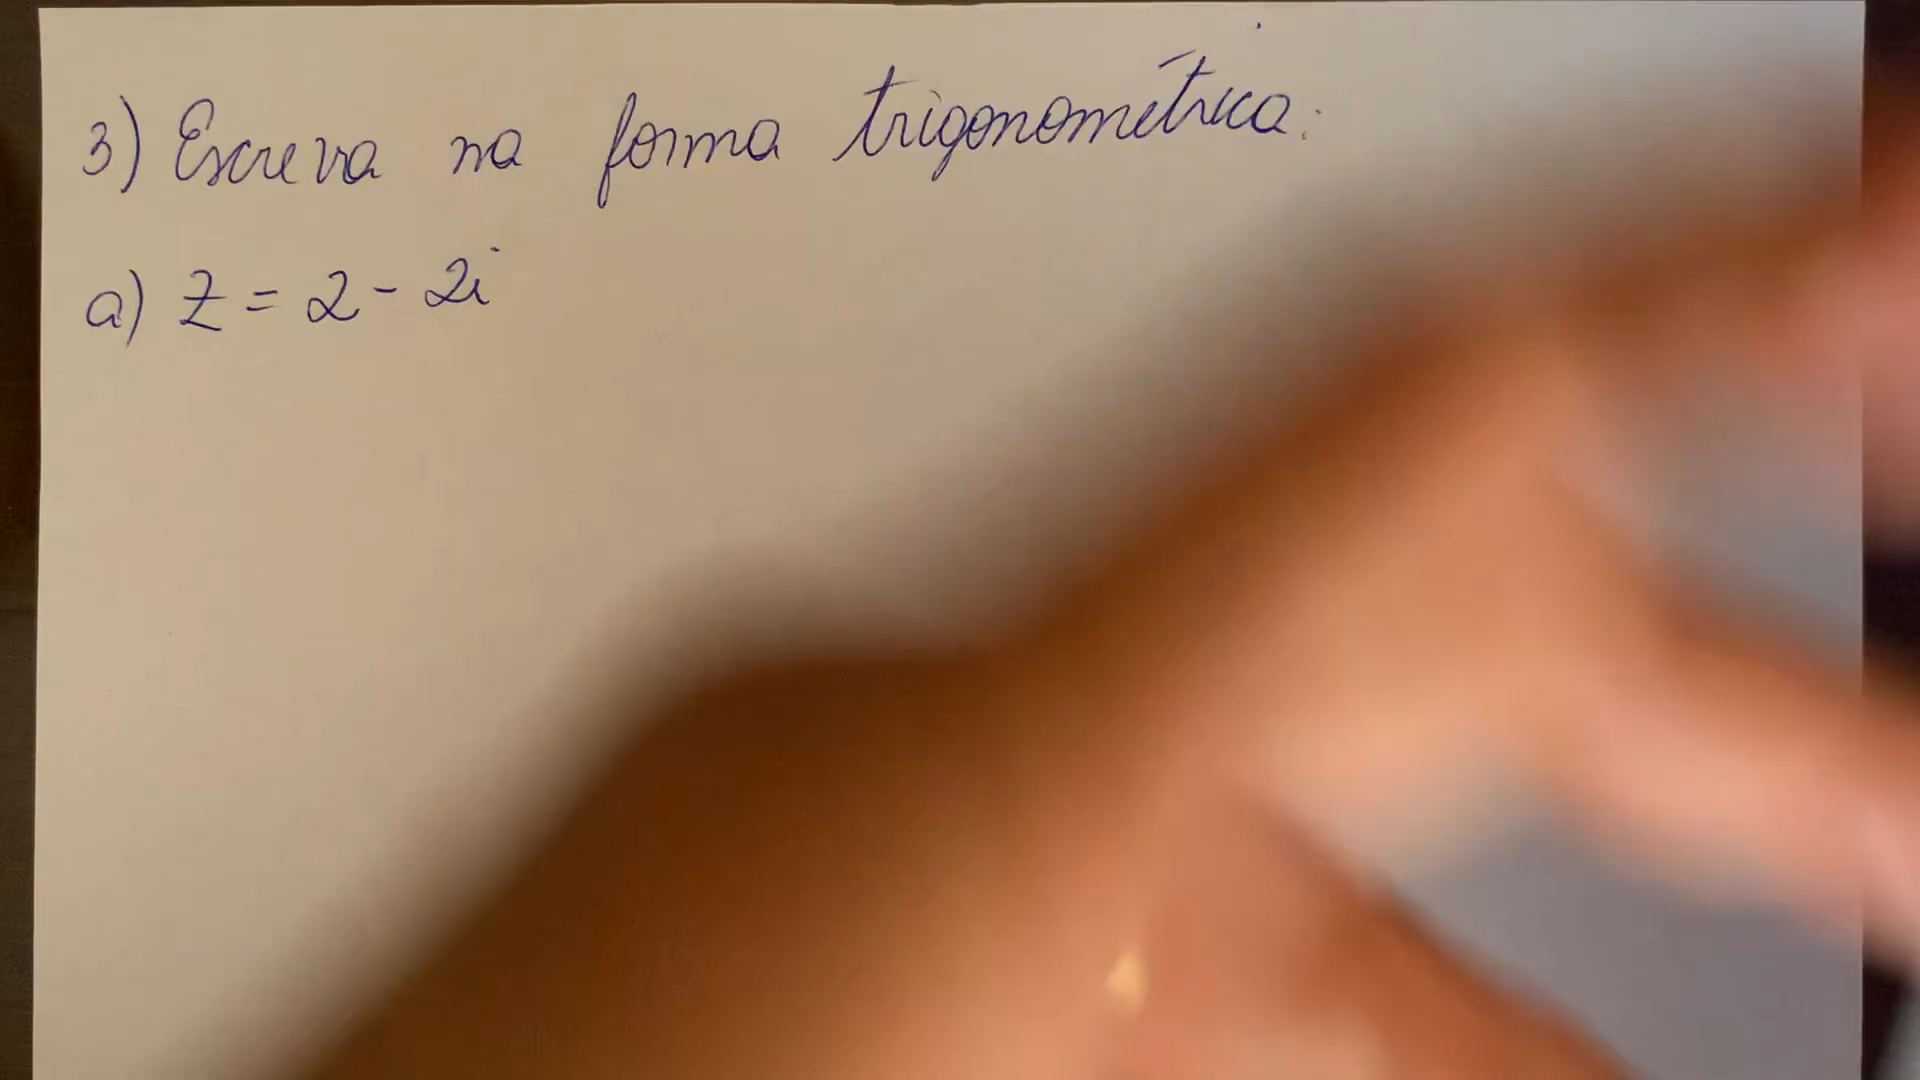 3) Escreva na forma trigonométrica:
a) z = 2 - 2i